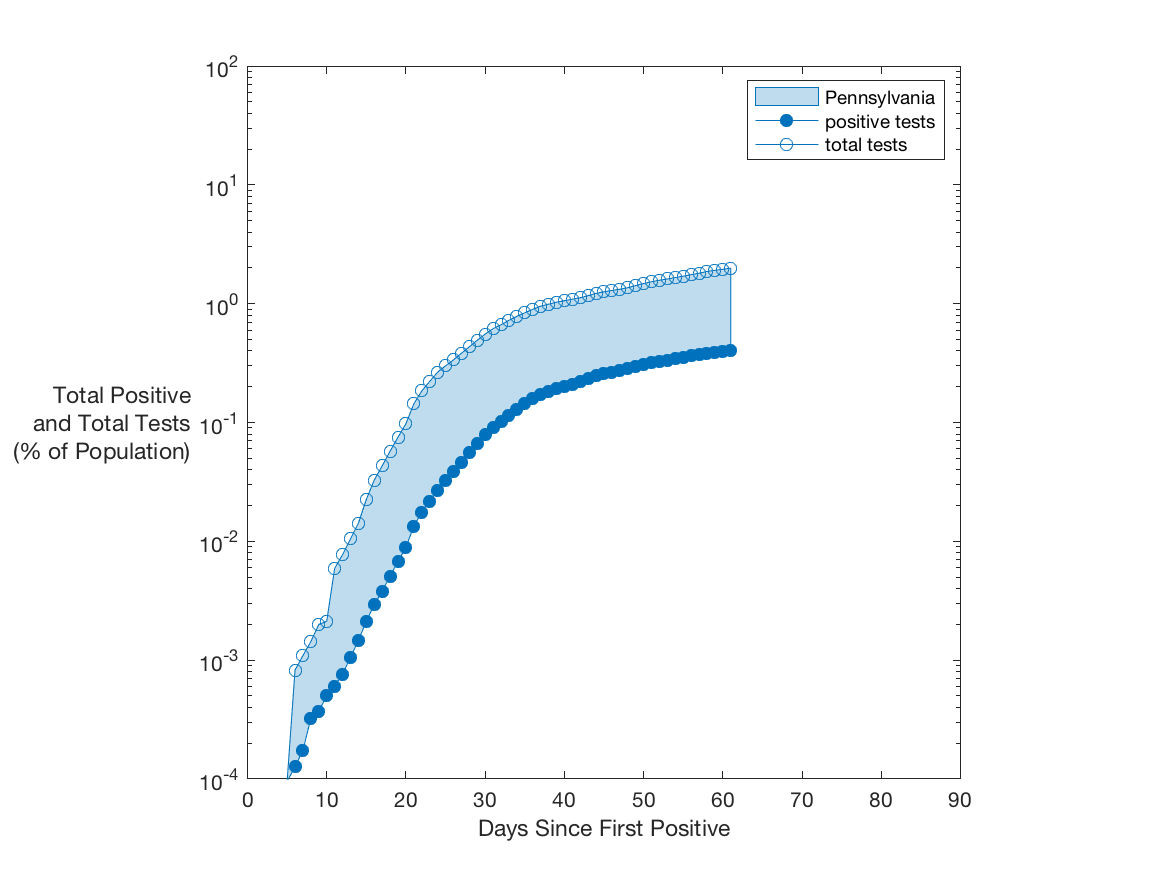 10^2
Pennsylvania
positive tests
total tests
10^1
10^0
Total Positive
and Total Tests
(% of Population)
10^-1
10^-2
10^-3
10^-4
0 10 20 30 40 50 60 70 80 90
Days Since First Positive